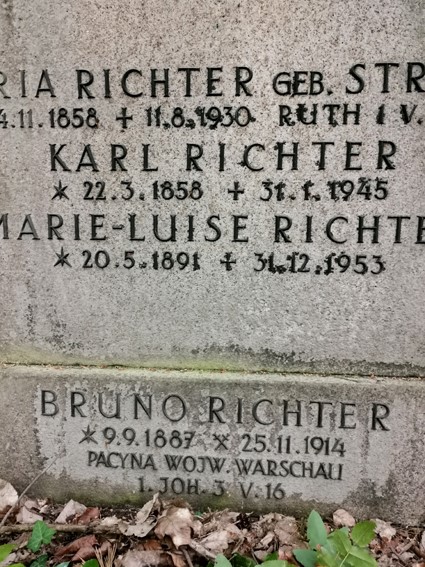 RIA RICHTER GEB. STR
4.11.1858 + 11.8.1930 RUTH I V.
KARL RICHTER
* 22.3.1858 + 31.1.1945
MARIE-LUISE RICHTE
* 20.5.1891 + 31.12.1953
BRUNO RICHTER
* 9.9.1887 ⚔ 25.11.1914
PACYNA WOJW. WARSCHAU
1. JOH. 3 V. 16